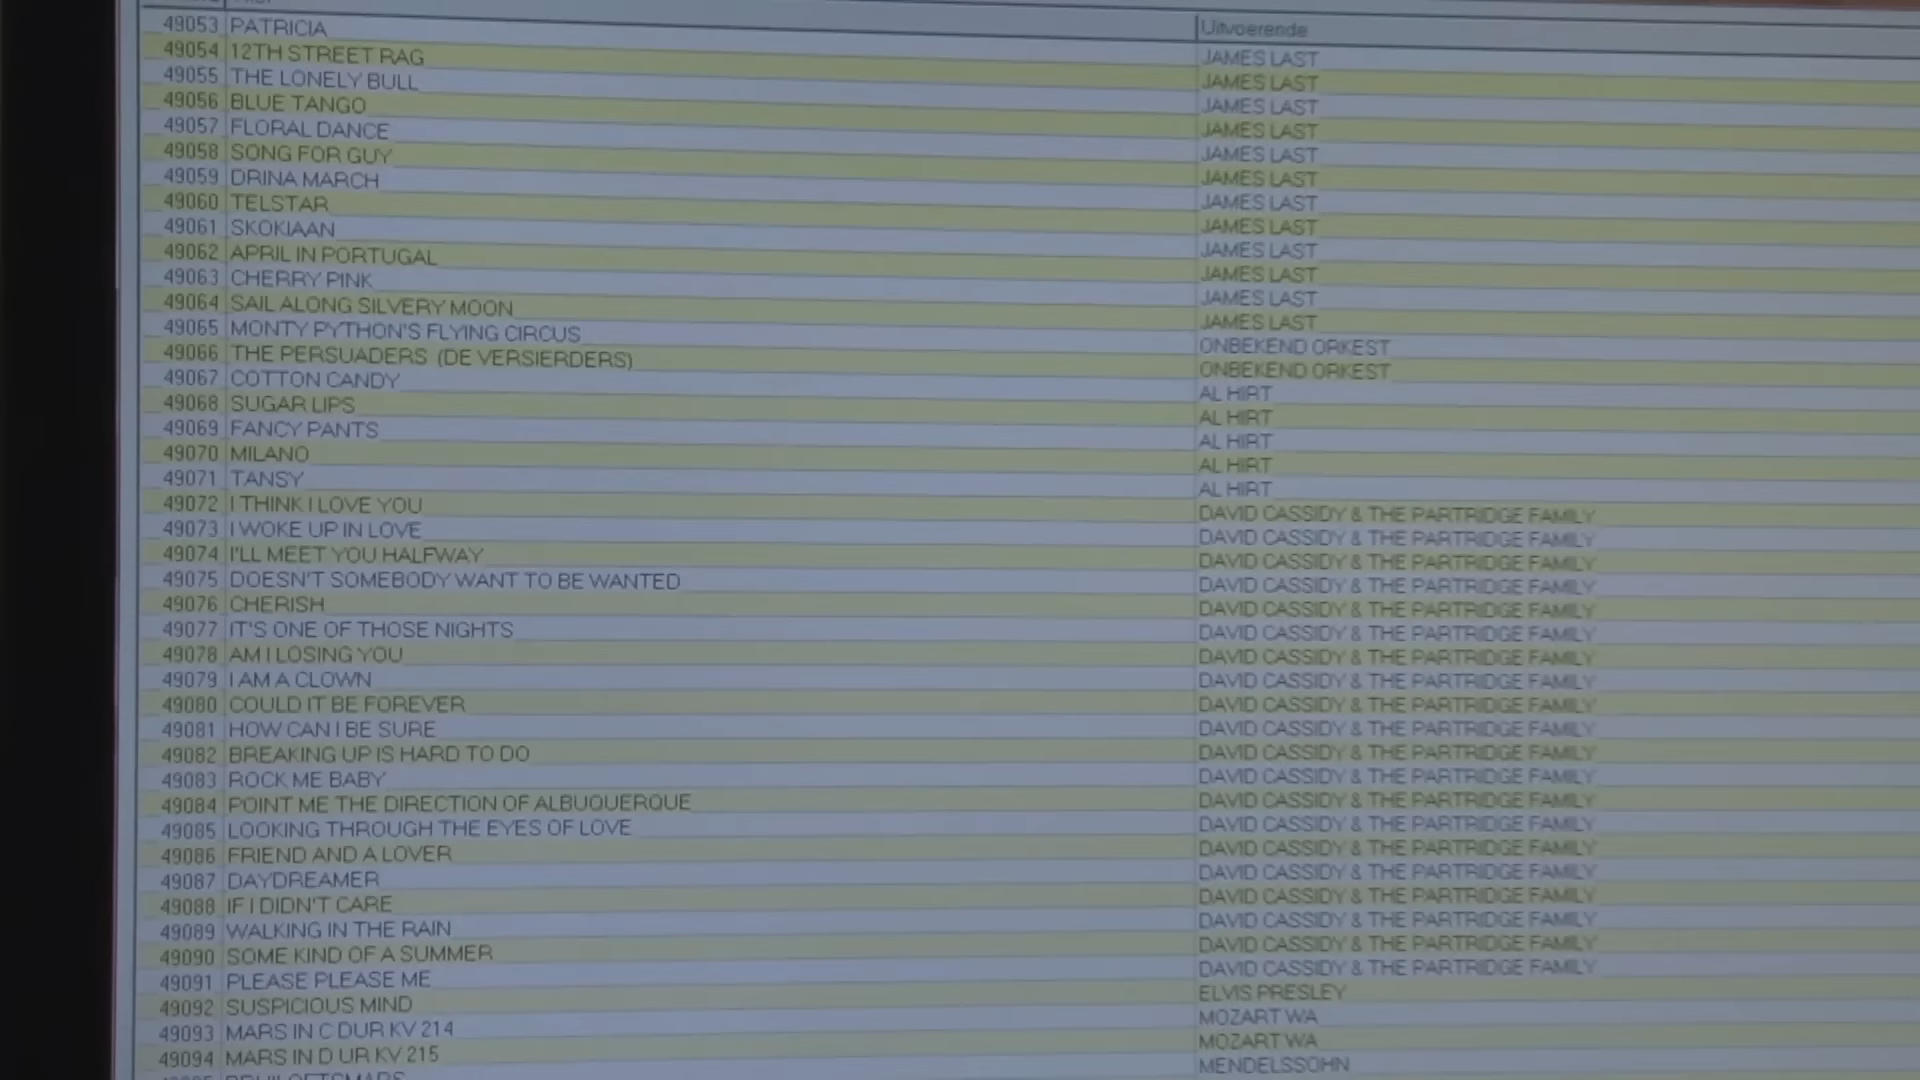 Uitvoerende
49053 PATRICIA JAMES LAST
49054 12TH STREET RAG JAMES LAST
49055 THE LONELY BULL JAMES LAST
49056 BLUE TANGO JAMES LAST
49057 FLORAL DANCE JAMES LAST
49058 SONG FOR GUY JAMES LAST
49059 DRINA MARCH JAMES LAST
49060 TELSTAR JAMES LAST
49061 SKOKIAAN JAMES LAST
49062 APRIL IN PORTUGAL JAMES LAST
49063 CHERRY PINK JAMES LAST
49064 SAIL ALONG SILVERY MOON JAMES LAST
49065 MONTY PYTHON'S FLYING CIRCUS ONBEKEND ORKEST
49066 THE PERSUADERS (DE VERSIERDERS) ONBEKEND ORKEST
49067 COTTON CANDY AL HIRT
49068 SUGAR LIPS AL HIRT
49069 FANCY PANTS AL HIRT
49070 MILANO AL HIRT
49071 TANSY AL HIRT
49072 I THINK I LOVE YOU DAVID CASSIDY & THE PARTRIDGE FAMILY
49073 I WOKE UP IN LOVE DAVID CASSIDY & THE PARTRIDGE FAMILY
49074 I'LL MEET YOU HALFWAY DAVID CASSIDY & THE PARTRIDGE FAMILY
49075 DOESN'T SOMEBODY WANT TO BE WANTED DAVID CASSIDY & THE PARTRIDGE FAMILY
49076 CHERISH DAVID CASSIDY & THE PARTRIDGE FAMILY
49077 IT'S ONE OF THOSE NIGHTS DAVID CASSIDY & THE PARTRIDGE FAMILY
49078 AM I LOSING YOU DAVID CASSIDY & THE PARTRIDGE FAMILY
49079 I AM A CLOWN DAVID CASSIDY & THE PARTRIDGE FAMILY
49080 COULD IT BE FOREVER DAVID CASSIDY & THE PARTRIDGE FAMILY
49081 HOW CAN I BE SURE DAVID CASSIDY & THE PARTRIDGE FAMILY
49082 BREAKING UP IS HARD TO DO DAVID CASSIDY & THE PARTRIDGE FAMILY
49083 ROCK ME BABY DAVID CASSIDY & THE PARTRIDGE FAMILY
49084 POINT ME THE DIRECTION OF ALBUQUERQUE DAVID CASSIDY & THE PARTRIDGE FAMILY
49085 LOOKING THROUGH THE EYES OF LOVE DAVID CASSIDY & THE PARTRIDGE FAMILY
49086 FRIEND AND A LOVER DAVID CASSIDY & THE PARTRIDGE FAMILY
49087 DAYDREAMER DAVID CASSIDY & THE PARTRIDGE FAMILY
49088 IF I DIDN'T CARE DAVID CASSIDY & THE PARTRIDGE FAMILY
49089 WALKING IN THE RAIN DAVID CASSIDY & THE PARTRIDGE FAMILY
49090 SOME KIND OF A SUMMER DAVID CASSIDY & THE PARTRIDGE FAMILY
49091 PLEASE PLEASE ME DAVID CASSIDY & THE PARTRIDGE FAMILY
49092 SUSPICIOUS MIND ELVIS PRESLEY
49093 MARS IN C DUR KV 214 MOZART WA
49094 MARS IN D UR KV 215 MOZART WA
MENDELSSOHN